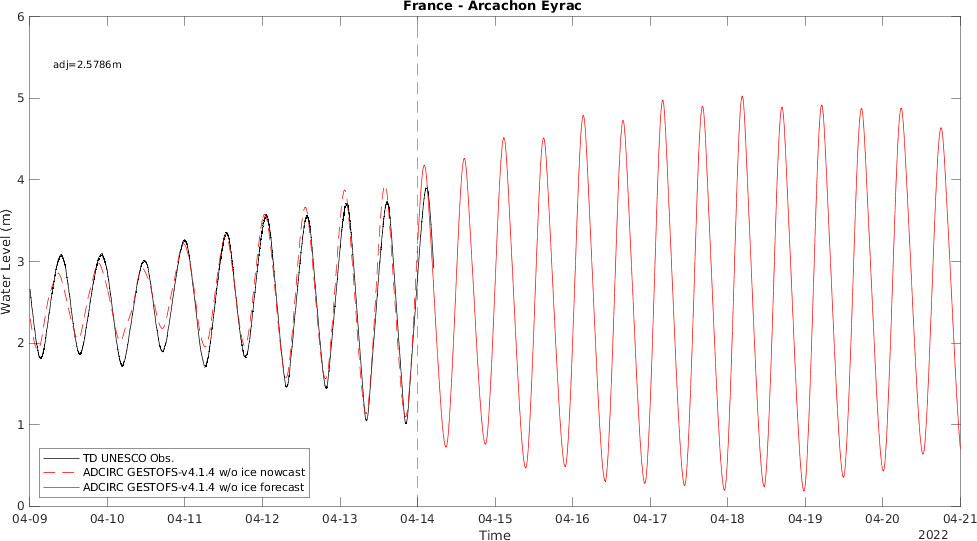 France - Arcachon Eyrac
adj=2.5786m
Water Level (m)
6
5
4
3
2
1
0
TD UNESCO Obs.
ADCIRC GESTOFS-v4.1.4 w/o ice nowcast
ADCIRC GESTOFS-v4.1.4 w/o ice forecast
04-09 04-10 04-11 04-12 04-13 04-14 04-15 04-16 04-17 04-18 04-19 04-20 04-21
Time
2022